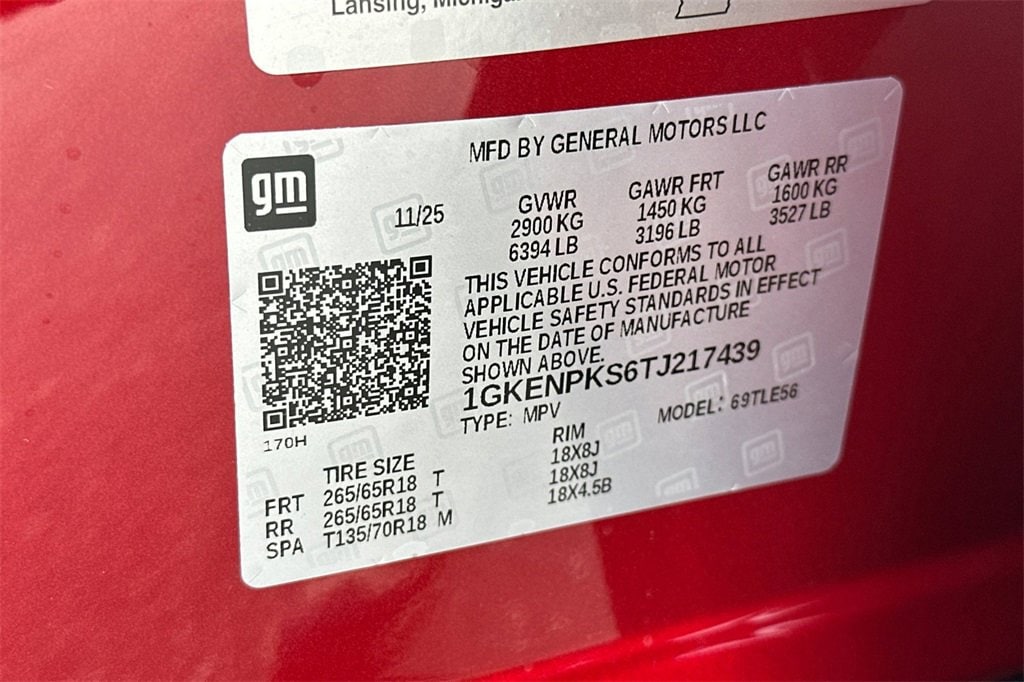 Lansing, Michigan
gm
MFD BY GENERAL MOTORS LLC
11/25
GVWR
2900 KG
6394 LB
GAWR FRT
1450 KG
3196 LB
GAWR RR
1600 KG
3527 LB
THIS VEHICLE CONFORMS TO ALL
APPLICABLE U.S. FEDERAL MOTOR
VEHICLE SAFETY STANDARDS IN EFFECT
ON THE DATE OF MANUFACTURE
SHOWN ABOVE.
1GKENPKS6TJ217439
TYPE: MPV
MODEL: 69TLE56
170H
TIRE SIZE RIM
FRT 265/65R18 T 18X8J
RR 265/65R18 T 18X8J
SPA T135/70R18 M 18X4.5B